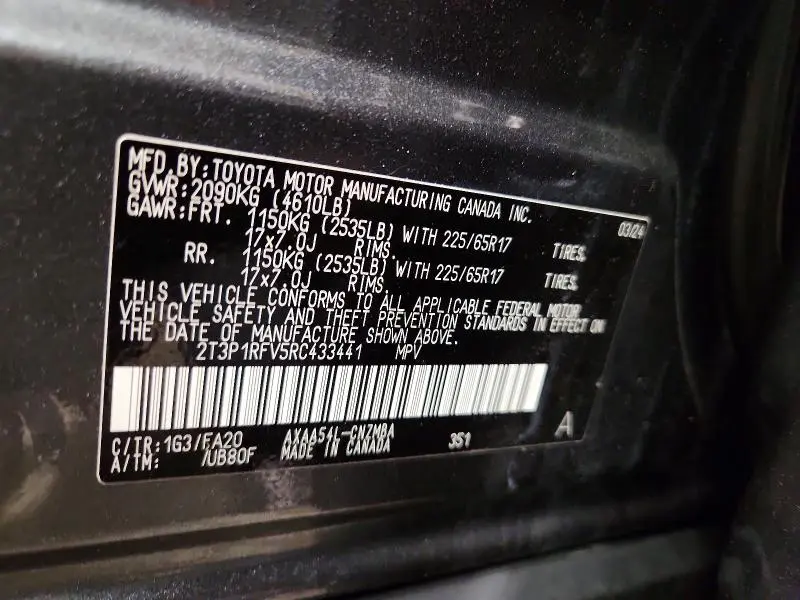 MFD.BY:TOYOTA MOTOR MANUFACTURING CANADA INC.
GVWR:2090KG (4610LB) 03/24
GAWR:FRT. 1150KG (2535LB) WITH 225/65R17 TIRES,
17x7.0J RIMS.
RR. 1150KG (2535LB) WITH 225/65R17 TIRES,
17x7.0J RIMS.
THIS VEHICLE CONFORMS TO ALL APPLICABLE FEDERAL MOTOR
VEHICLE SAFETY AND THEFT PREVENTION STANDARDS IN EFFECT ON
THE DATE OF MANUFACTURE SHOWN ABOVE.
2T3P1RFV5RC433441 MPV
C/TR:1G3/FA20 AXAA54L-CNZMBA 351 A
A/TM: /UB80F MADE IN CANADA